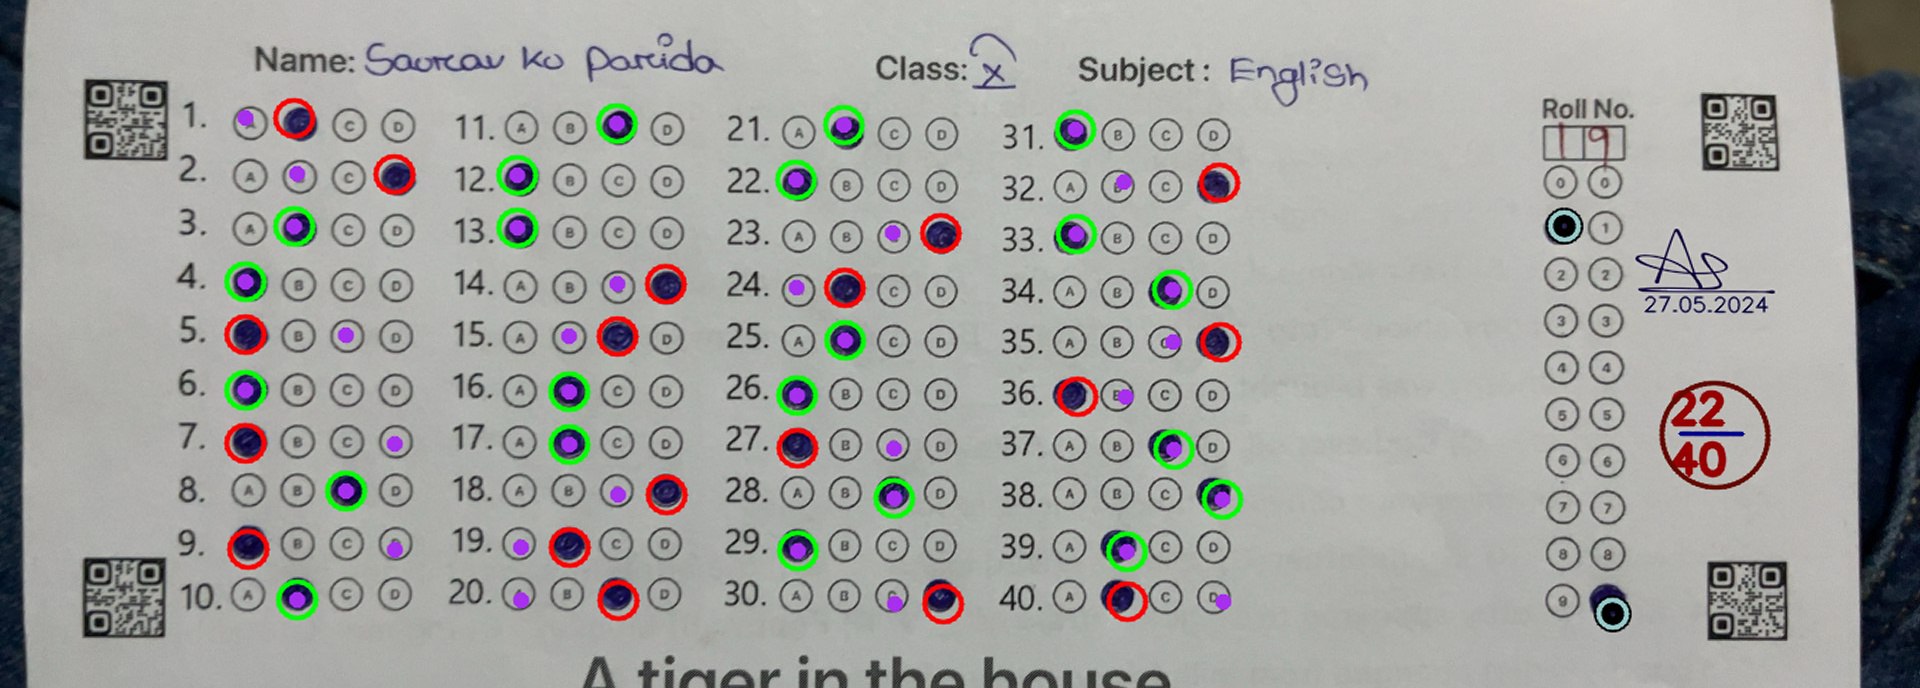 Name: Saurav ku Parida Class: X Subject: English
1. A C D 11. A B D 21. A C D 31. B C D
2. A C 12. B C D 22. B C D 32. A B C
3. A C D 13. B C D 23. A B 33. B C D
4. B C D 14. A B 24. C D 34. A B D
5. B D 15. A D 25. A C D 35. A B C
6. B C D 16. A C D 26. B C D 36. B C D
7. B C 17. A C D 27. B D 37. A B D
8. A B D 18. A B 28. A B D 38. A B C
9. B C D 19. C D 29. B C D 39. A C D
10. A C D 20. B D 30. A B C 40. A C D
Roll No.
1 9
0 0
1
2 2
3 3
4 4
5 5
6 6
7 7
8 8
9
As
27.05.2024
22
40
A tiger in the house